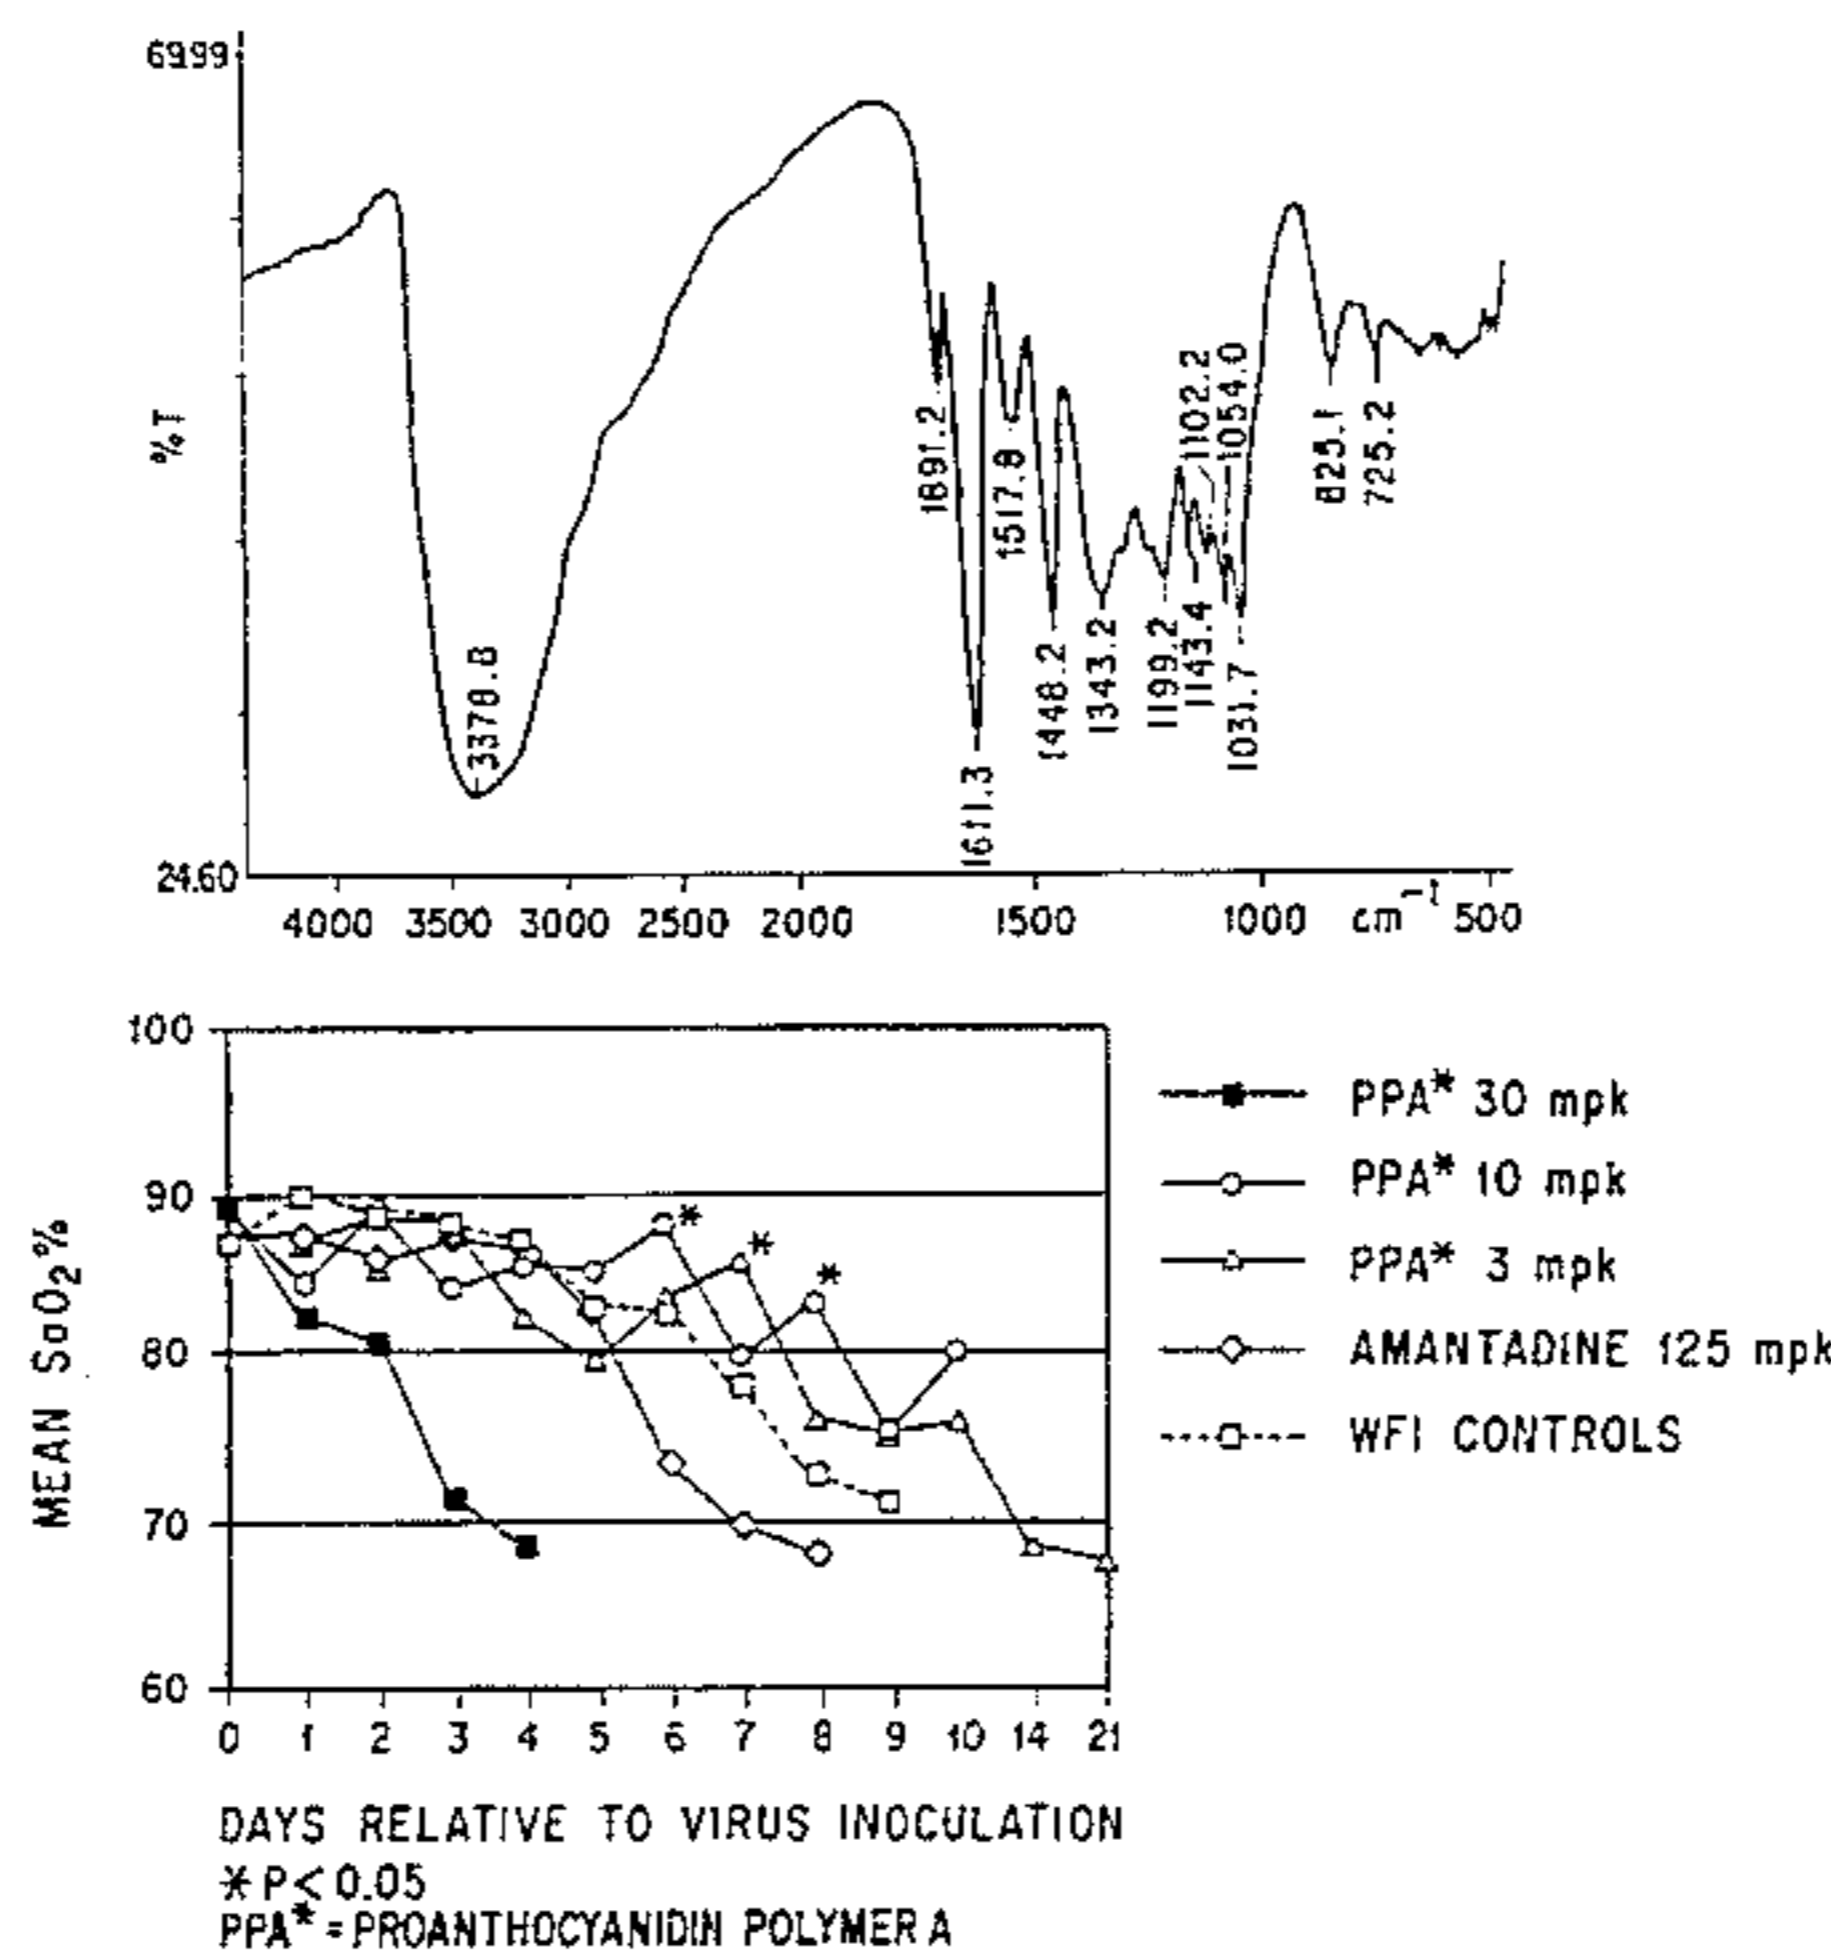 69.99
%T
3378.8
1691.2
1611.3
1517.8
1448.2
1343.2
1199.2
1143.4
1102.2
1054.0
1031.7
825.1
725.2
24.60
4000 3500 3000 2500 2000 1500 1000 cm⁻¹ 500
100
90
80
70
60
MEAN SaO₂%
*
*
*
PPA* 30 mpk
PPA* 10 mpk
PPA* 3 mpk
AMANTADINE 125 mpk
WFI CONTROLS
0 1 2 3 4 5 6 7 8 9 10 14 21
DAYS RELATIVE TO VIRUS INOCULATION
* P< 0.05
PPA* = PROANTHOCYANIDIN POLYMER A